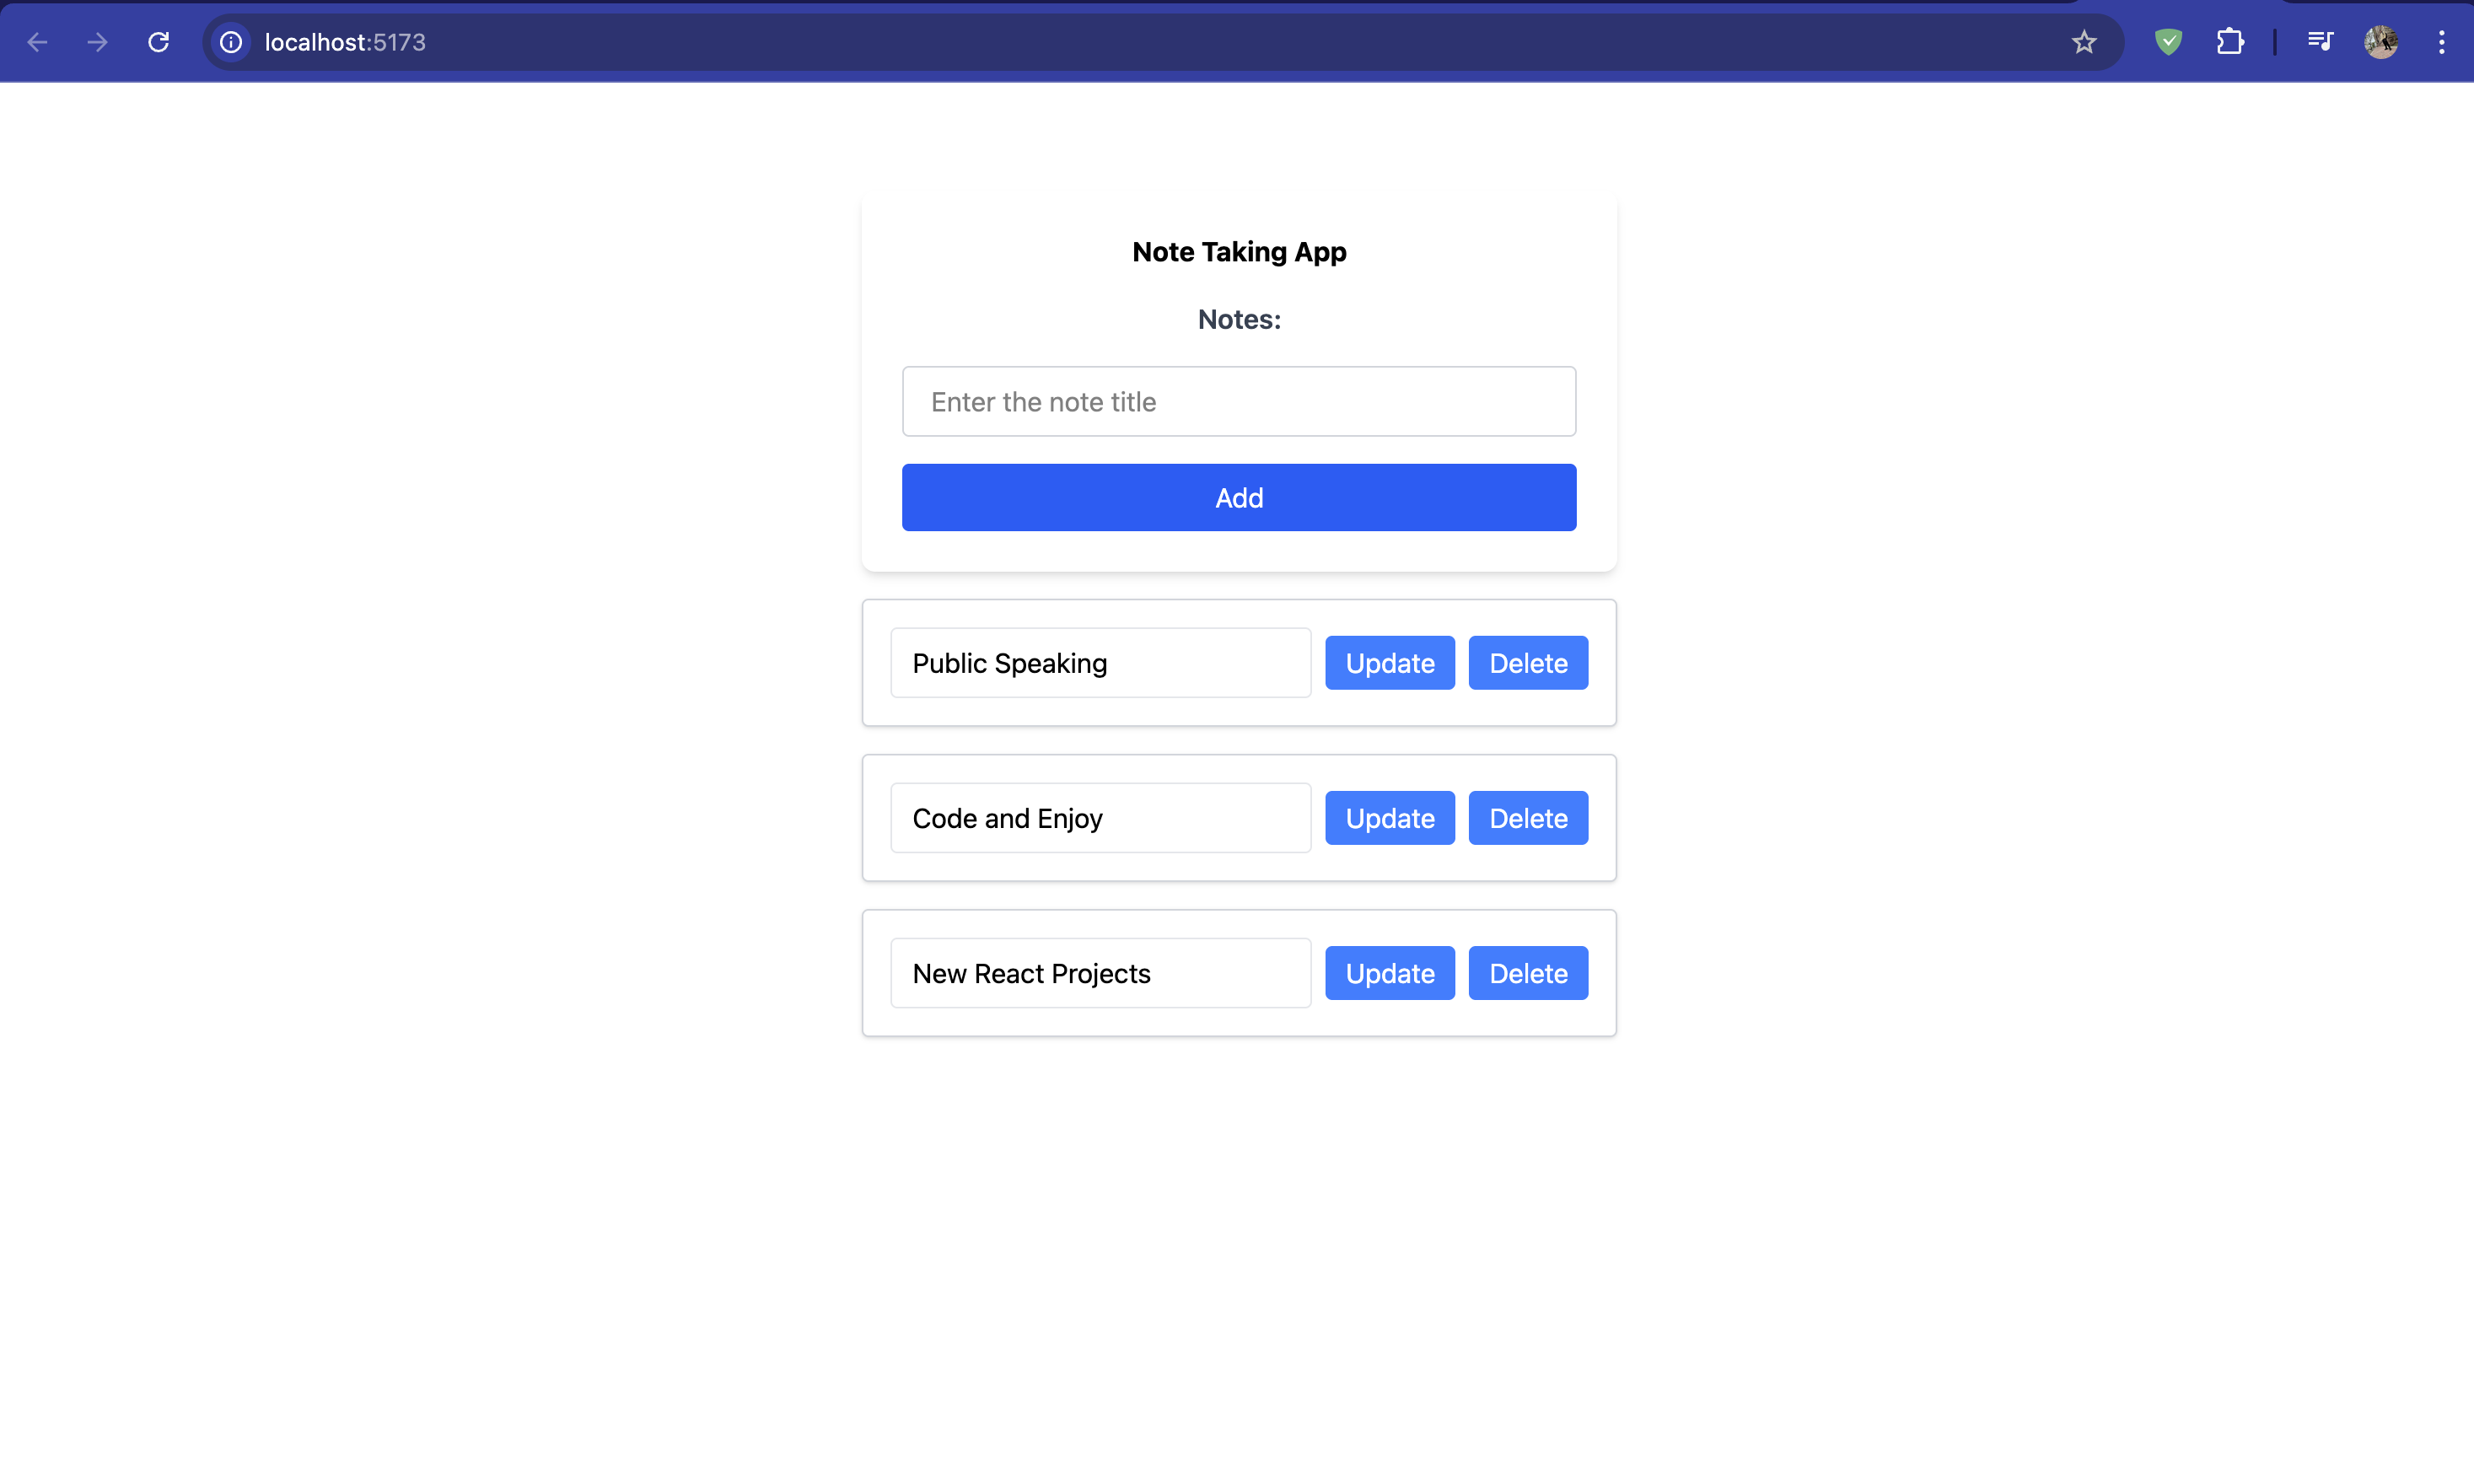 localhost:5173
Note Taking App
Notes:
Enter the note title
Add
Public Speaking Update Delete
Code and Enjoy Update Delete
New React Projects Update Delete